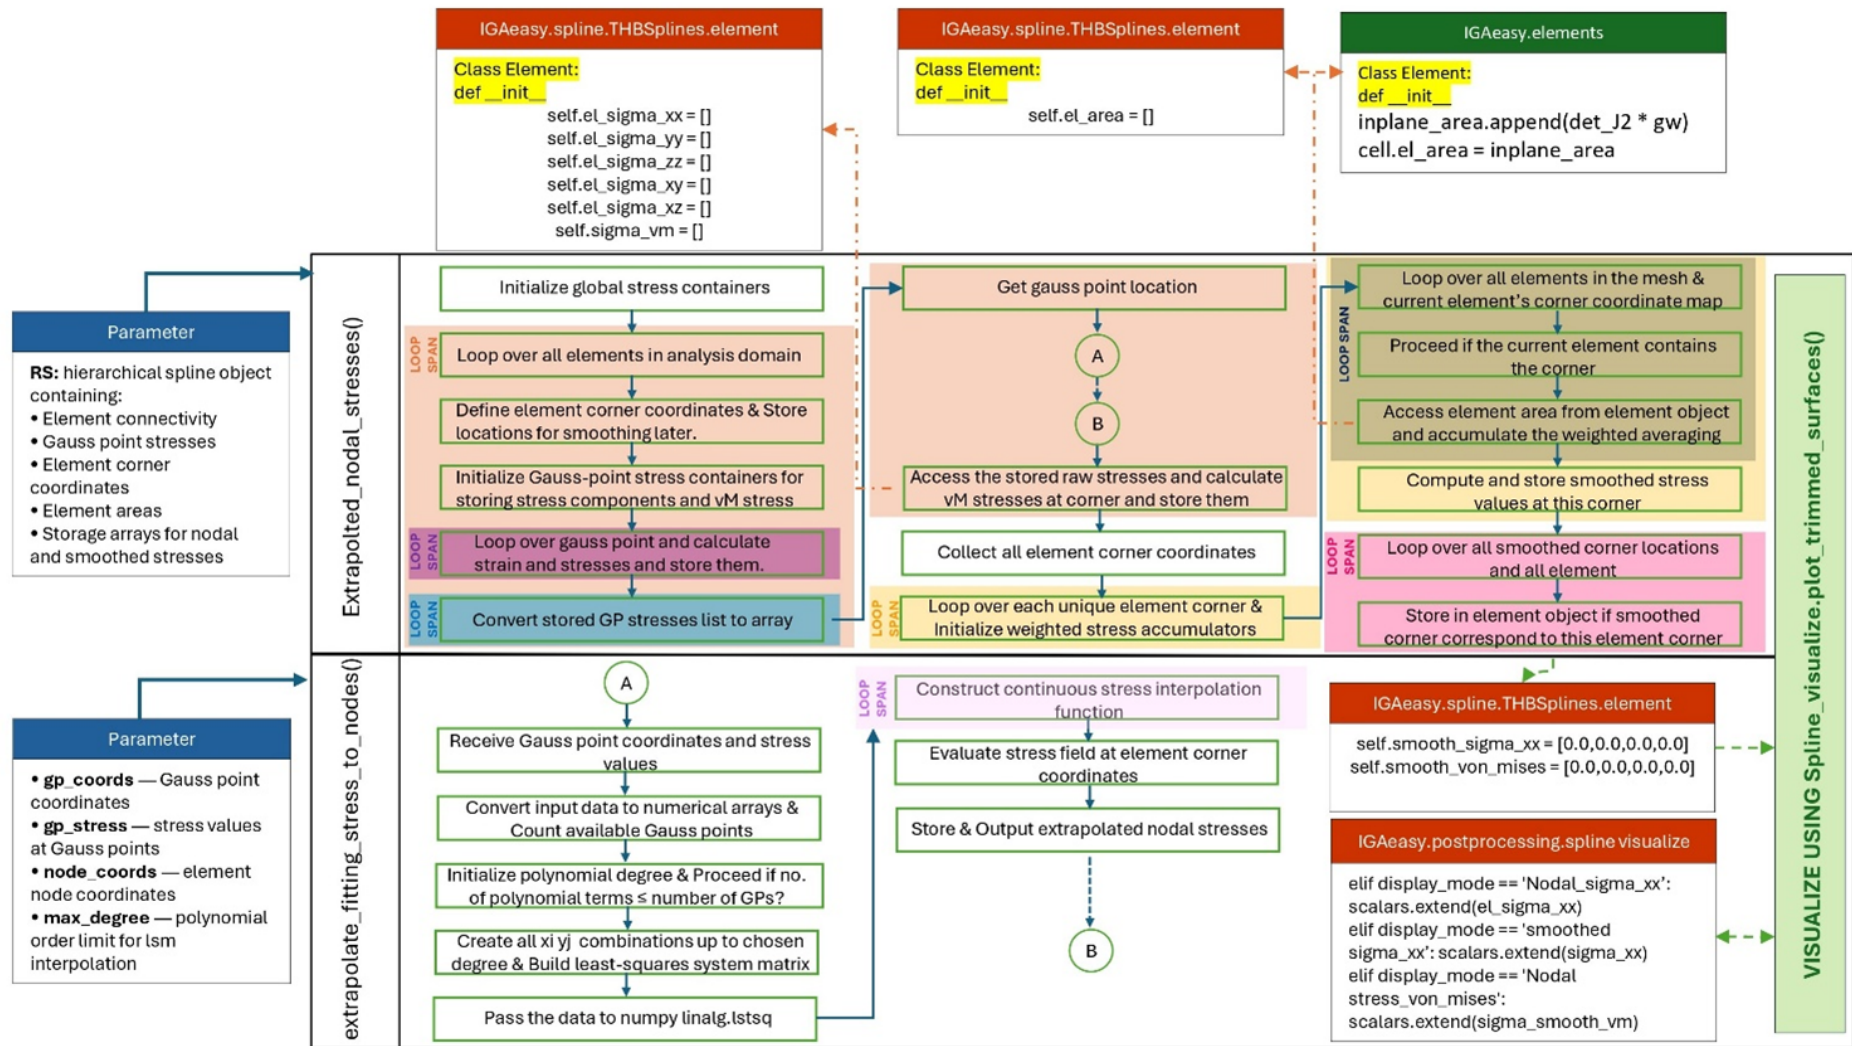 IGAeasy.spline.THBSplines.element
Class Element:
def __init__
self.el_sigma_xx = []
self.el_sigma_yy = []
self.el_sigma_zz = []
self.el_sigma_xy = []
self.el_sigma_xz = []
self.sigma_vm = []
IGAeasy.spline.THBSplines.element
Class Element:
def __init__
self.el_area = []
IGAeasy.elements
Class Element:
def __init__
inplane_area.append(det_J2 * gw)
cell.el_area = inplane_area
Parameter
RS: hierarchical spline object
containing:
• Element connectivity
• Gauss point stresses
• Element corner
coordinates
• Element areas
• Storage arrays for nodal
and smoothed stresses
Extrapolted_nodal_stresses()
Initialize global stress containers
LOOP
SPAN
Loop over all elements in analysis domain
Define element corner coordinates & Store
locations for smoothing later.
Initialize Gauss-point stress containers for
storing stress components and vM stress
LOOP
SPAN
Loop over gauss point and calculate
strain and stresses and store them.
LOOP
SPAN
Convert stored GP stresses list to array
Get gauss point location
A
B
Access the stored raw stresses and calculate
vM stresses at corner and store them
Collect all element corner coordinates
LOOP
SPAN
Loop over each unique element corner &
Initialize weighted stress accumulators
LOOP SPAN
Loop over all elements in the mesh &
current element's corner coordinate map
Proceed if the current element contains
the corner
Access element area from element object
and accumulate the weighted averaging
Compute and store smoothed stress
values at this corner
LOOP
SPAN
Loop over all smoothed corner locations
and all element
Store in element object if smoothed
corner correspond to this element corner
VISUALIZE USING Spline_visualize.plot_trimmed_surfaces()
Parameter
• gp_coords — Gauss point
coordinates
• gp_stress — stress values
at Gauss points
• node_coords — element
node coordinates
• max_degree — polynomial
order limit for lsm
interpolation
extrapolate_fitting_stress_to_nodes()
A
Receive Gauss point coordinates and stress
values
Convert input data to numerical arrays &
Count available Gauss points
Initialize polynomial degree & Proceed if no.
of polynomial terms ≤ number of GPs?
Create all xi yj combinations up to chosen
degree & Build least-squares system matrix
Pass the data to numpy linalg.lstsq
LOOP
SPAN
Construct continuous stress interpolation
function
Evaluate stress field at element corner
coordinates
Store & Output extrapolated nodal stresses
B
IGAeasy.spline.THBSplines.element
self.smooth_sigma_xx = [0.0,0.0,0.0,0.0]
self.smooth_von_mises = [0.0,0.0,0.0,0.0]
IGAeasy.postprocessing.spline visualize
elif display_mode == 'Nodal_sigma_xx':
scalars.extend(el_sigma_xx)
elif display_mode == 'smoothed
sigma_xx': scalars.extend(sigma_xx)
elif display_mode == 'Nodal
stress_von_mises':
scalars.extend(sigma_smooth_vm)